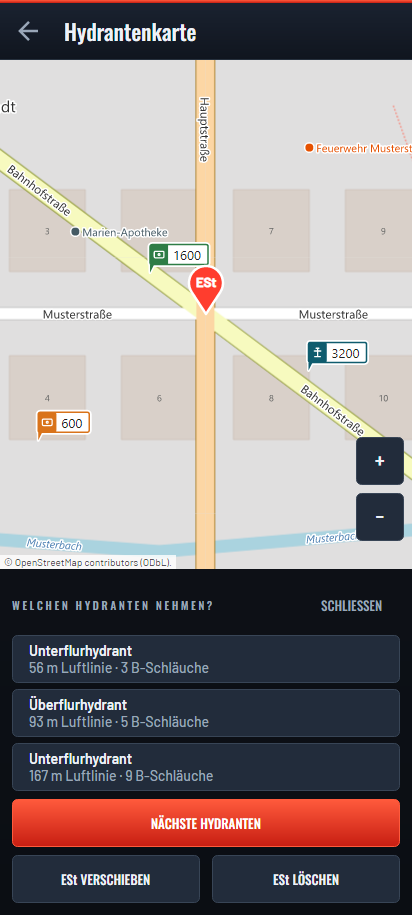 Hydrantenkarte
dt
Hauptstraße
Feuerwehr Musterst
Bahnhofstraße
3
Marien-Apotheke
7
9
1600
ESt
Musterstraße
Musterstraße
3200
4
6
8
10
Bahnhofstraße
600
+
−
Musterbach
Musterbac
© OpenStreetMap contributors (ODbL).
WELCHEN HYDRANTEN NEHMEN?
SCHLIESSEN
Unterflurhydrant
56 m Luftlinie · 3 B-Schläuche
Überflurhydrant
93 m Luftlinie · 5 B-Schläuche
Unterflurhydrant
167 m Luftlinie · 9 B-Schläuche
NÄCHSTE HYDRANTEN
ESt VERSCHIEBEN
ESt LÖSCHEN